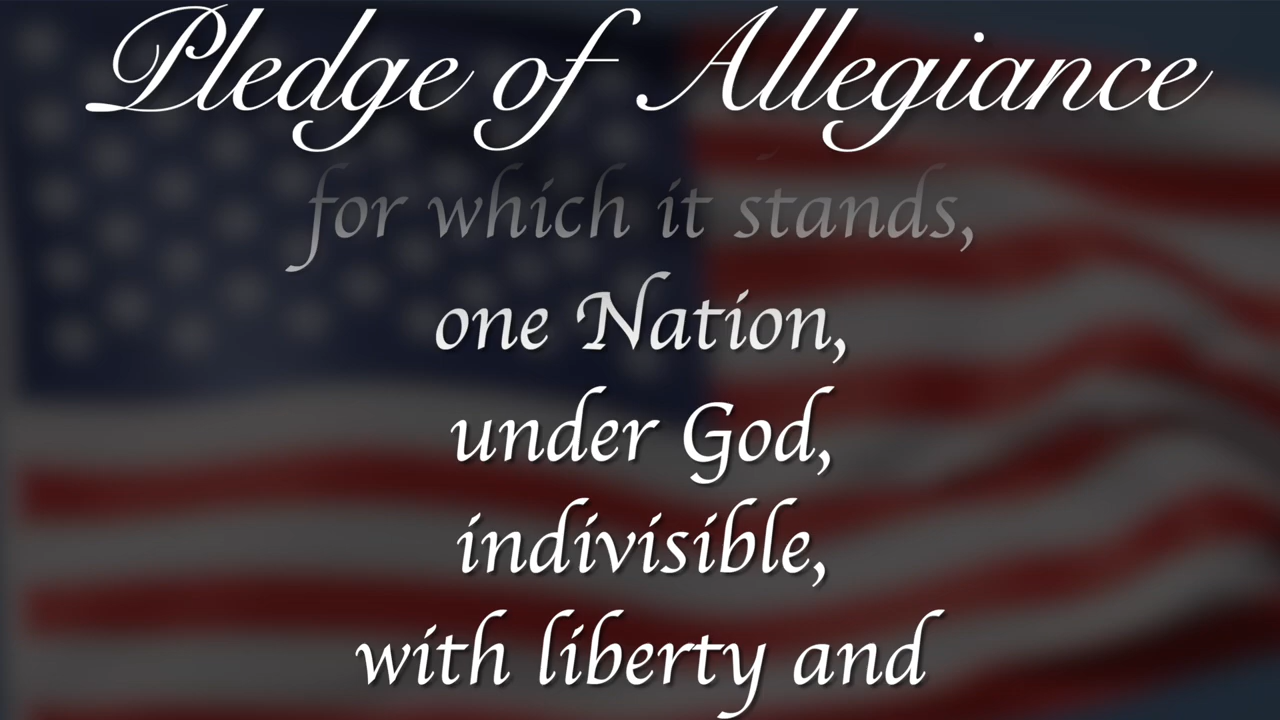 Pledge of Allegiance
for which it stands,
one Nation,
under God,
indivisible,
with liberty and